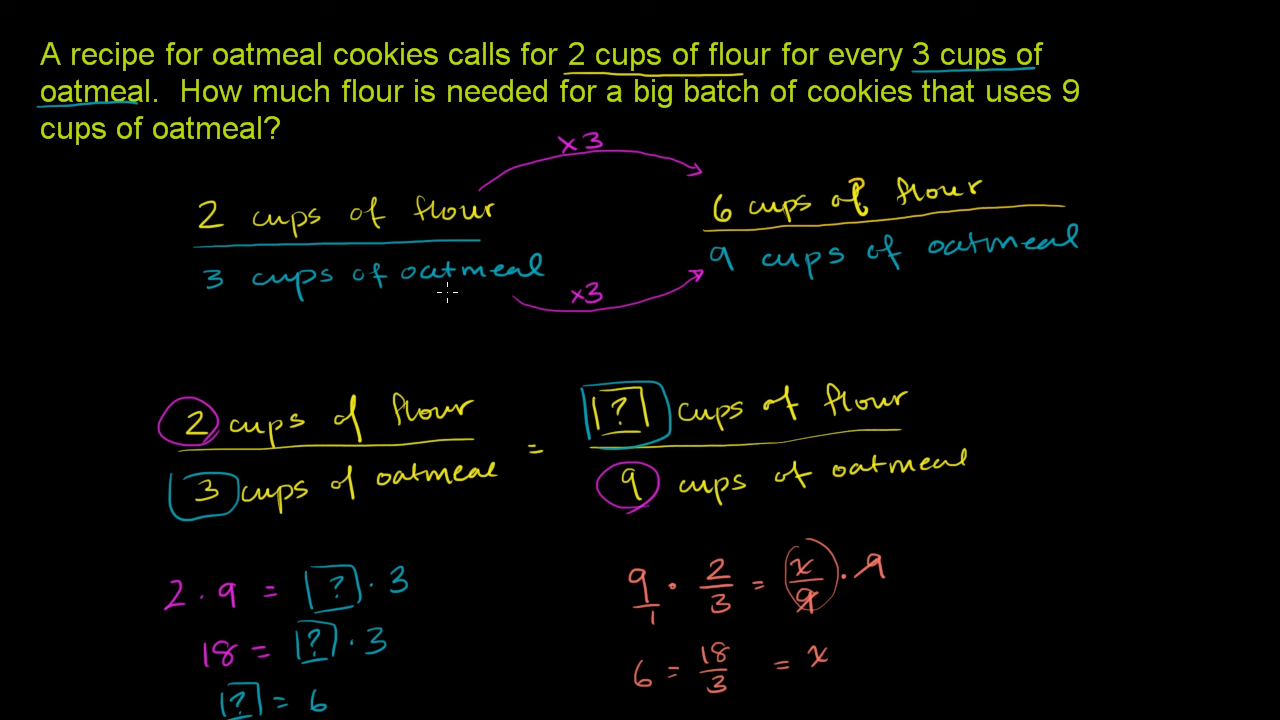 A recipe for oatmeal cookies calls for 2 cups of flour for every 3 cups of
oatmeal. How much flour is needed for a big batch of cookies that uses 9
cups of oatmeal?
×3
2 cups of flour
3 cups of oatmeal
6 cups of flour
9 cups of oatmeal
×3
2 cups of flour
3 cups of oatmeal
=
? cups of flour
9 cups of oatmeal
2 · 9 = ? · 3
18 = ? · 3
? = 6
9/1 · 2/3 = x/9 · 9
6 = 18/3 = x